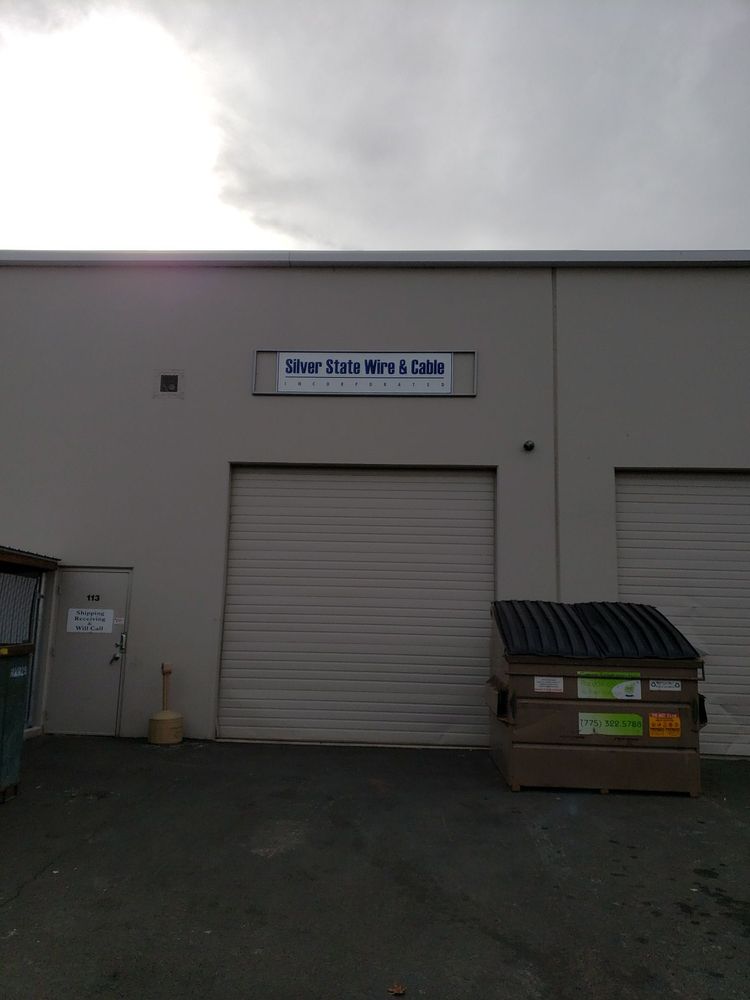 Silver State Wire & Cable
INCORPORATED
113
Shipping
Receiving
&
Will Call
(775) 322.5788